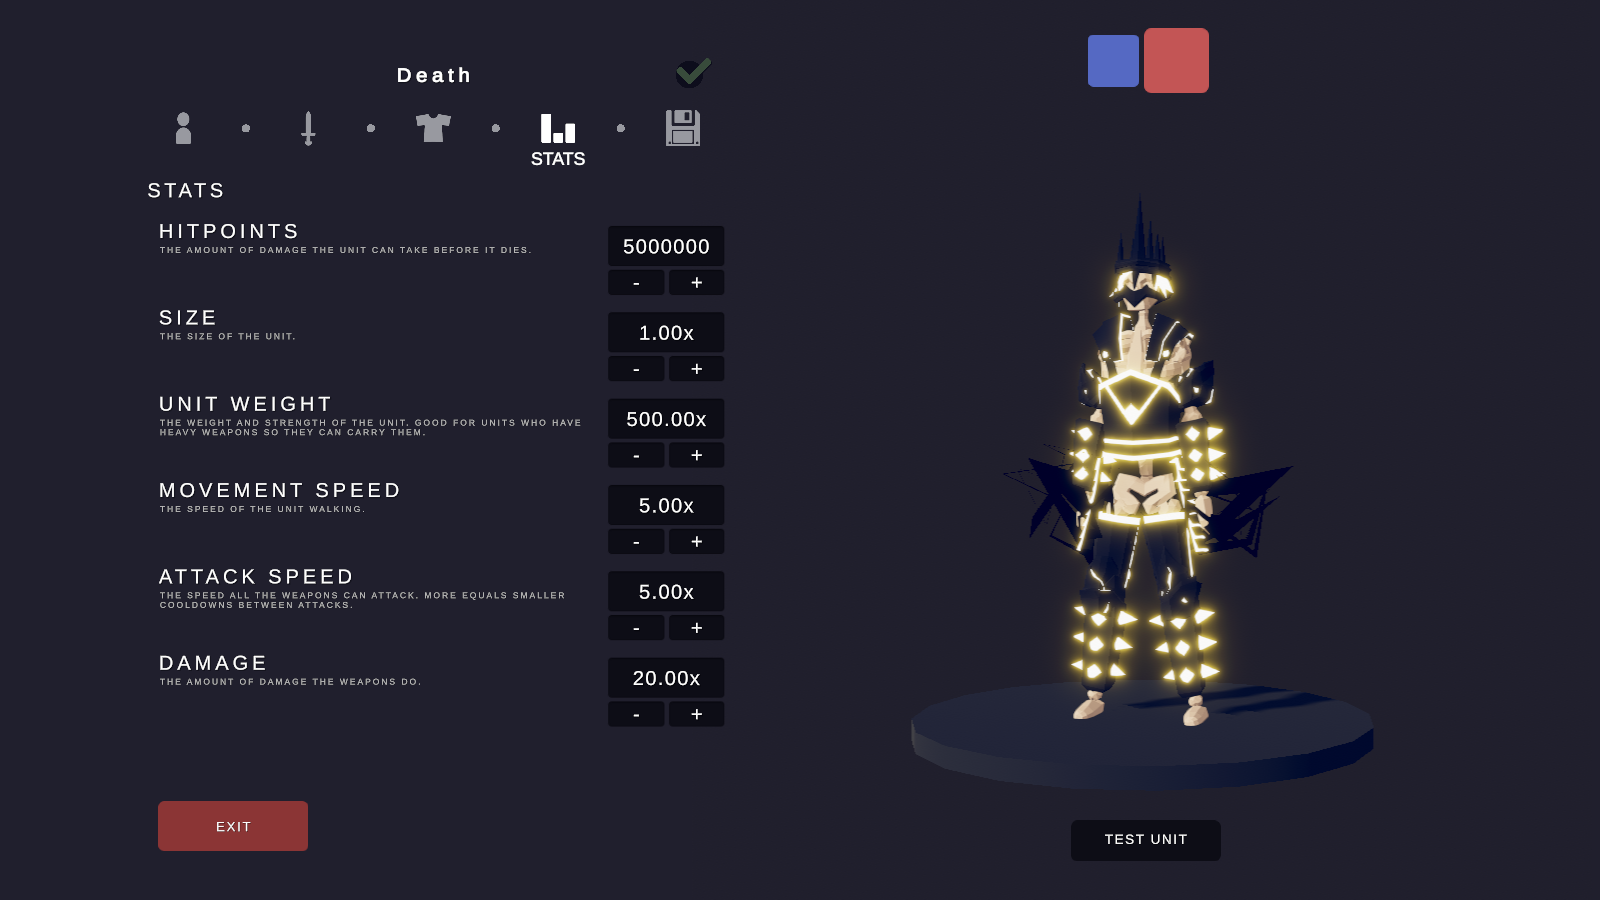 Death
STATS
STATS
HITPOINTS
THE AMOUNT OF DAMAGE THE UNIT CAN TAKE BEFORE IT DIES.
5000000
- +
SIZE
THE SIZE OF THE UNIT.
1.00x
- +
UNIT WEIGHT
THE WEIGHT AND STRENGTH OF THE UNIT. GOOD FOR UNITS WHO HAVE
HEAVY WEAPONS SO THEY CAN CARRY THEM.
500.00x
- +
MOVEMENT SPEED
THE SPEED OF THE UNIT WALKING.
5.00x
- +
ATTACK SPEED
THE SPEED ALL THE WEAPONS CAN ATTACK. MORE EQUALS SMALLER
COOLDOWNS BETWEEN ATTACKS.
5.00x
- +
DAMAGE
THE AMOUNT OF DAMAGE THE WEAPONS DO.
20.00x
- +
EXIT
TEST UNIT